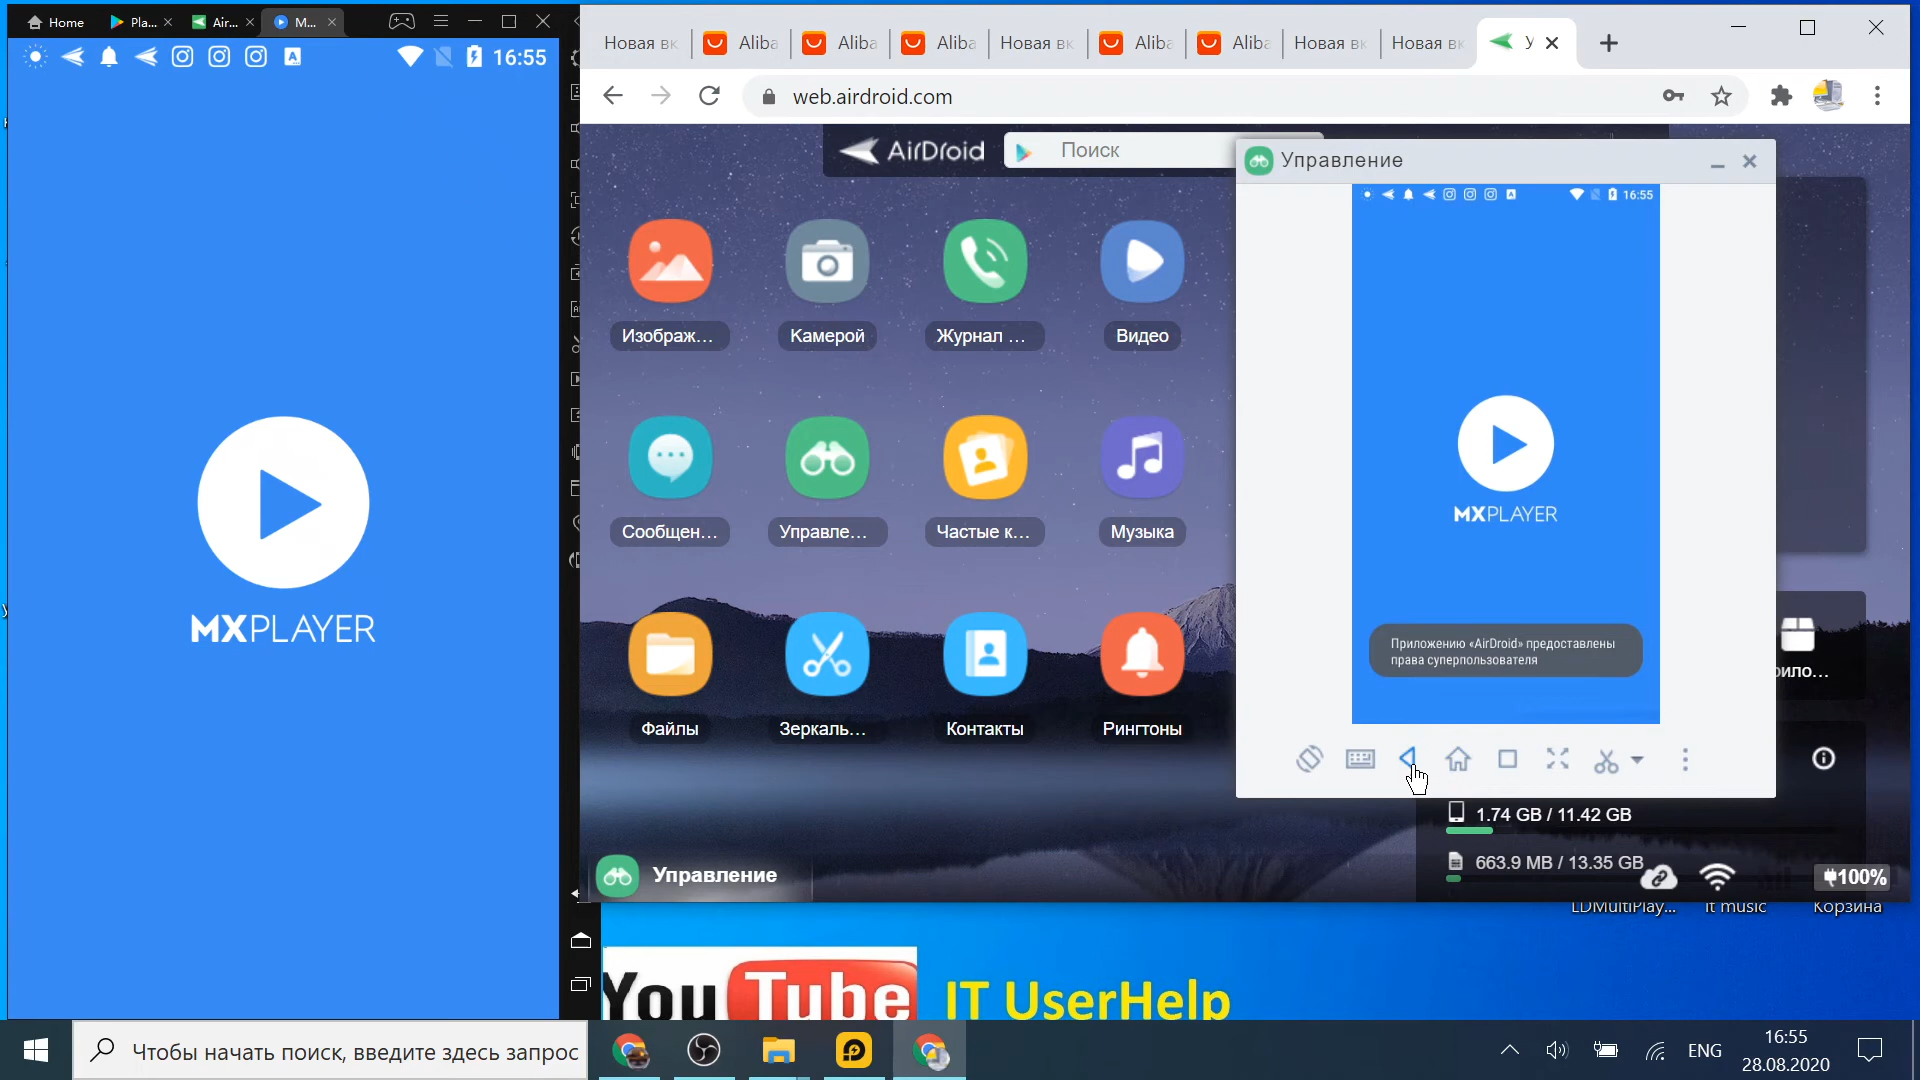 Home
Pla...
Air...
M...
16:55
MXPLAYER
Новая вк
Aliba
Aliba
Aliba
Новая вк
Aliba
Aliba
Новая вк
Новая вк
У
web.airdroid.com
AirDroid
Поиск
Управление
16:55
Изображ...
Камерой
Журнал ...
Видео
MXPLAYER
Сообщен...
Управле...
Частые к...
Музыка
Приложению «AirDroid» предоставлены
права суперпользователя
Файлы
Зеркаль...
Контакты
Рингтоны
рило...
1.74 GB / 11.42 GB
663.9 MB / 13.35 GB
100%
Управление
LDMultiPlay...
it music
Корзина
YouTube
IT UserHelp
Чтобы начать поиск, введите здесь запрос
ENG
16:55
28.08.2020